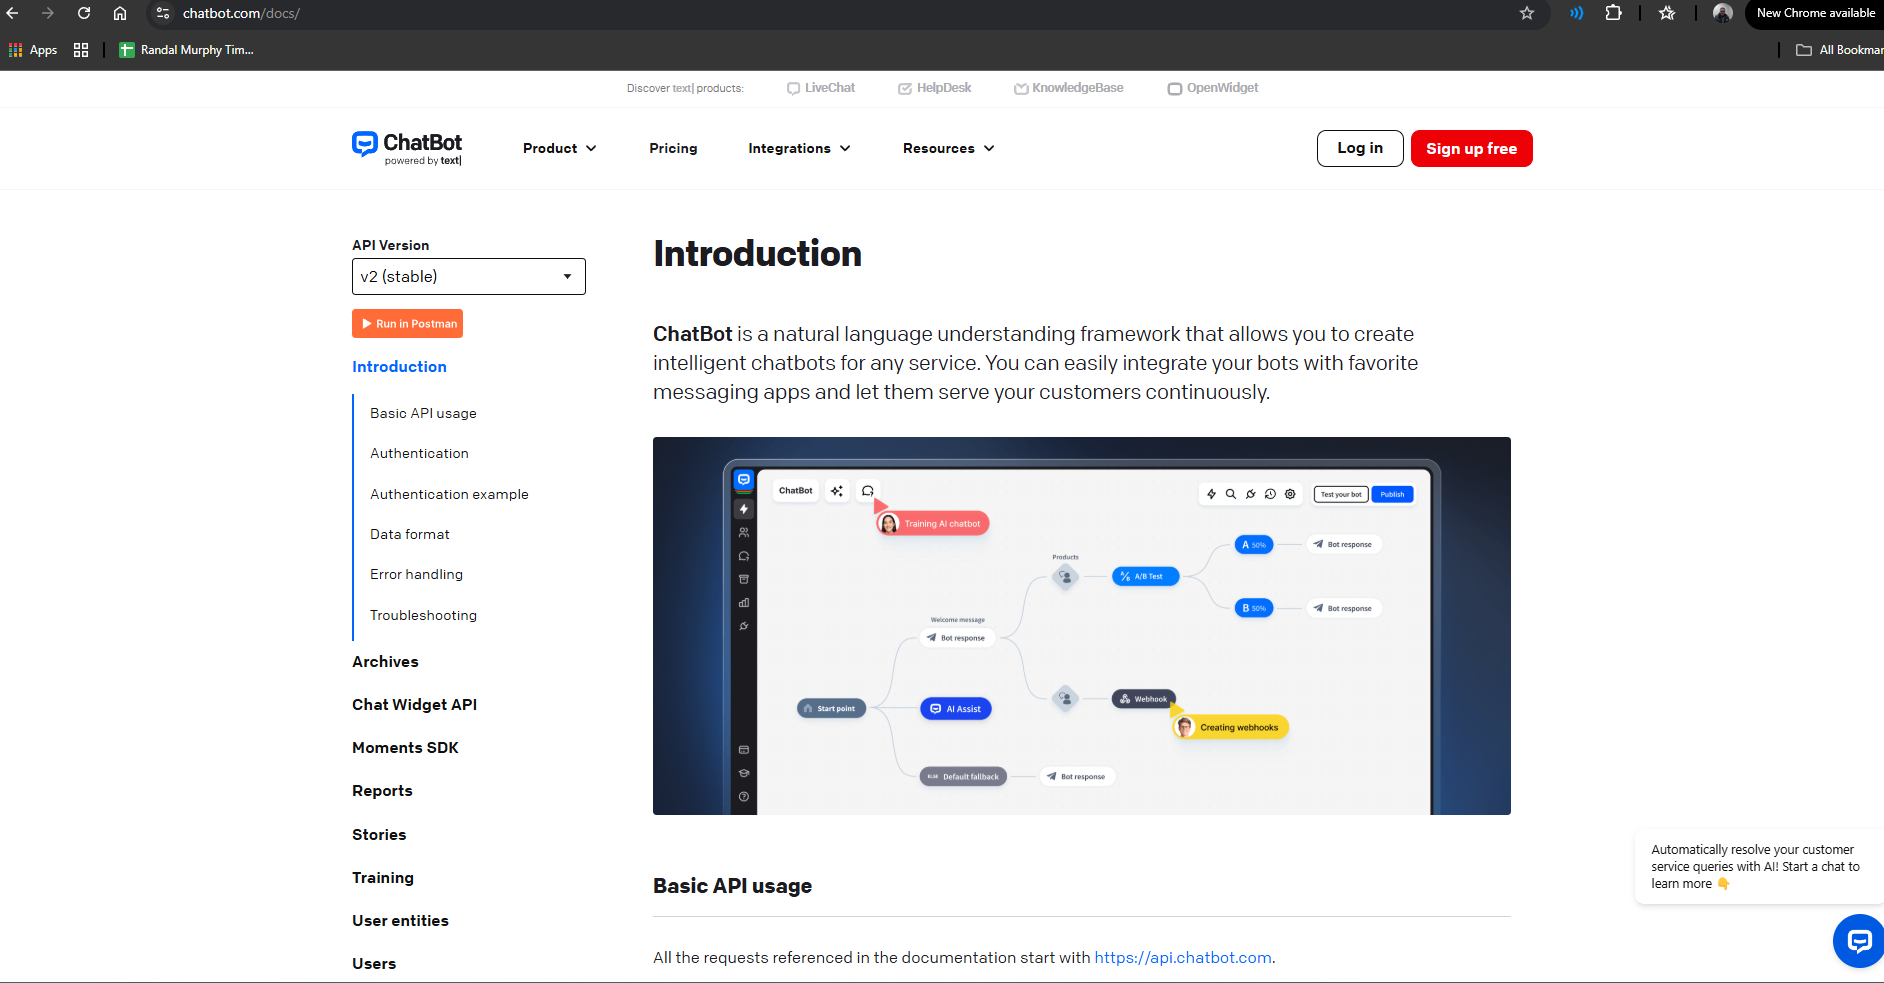 chatbot.com/docs/
New Chrome available
Apps
Randal Murphy Tim...
All Bookmar
Discover text| products:
LiveChat
HelpDesk
KnowledgeBase
OpenWidget
ChatBot
powered by text|
Product
Pricing
Integrations
Resources
Log in
Sign up free
API Version
v2 (stable)
Run in Postman
Introduction
Basic API usage
Authentication
Authentication example
Data format
Error handling
Troubleshooting
Archives
Chat Widget API
Moments SDK
Reports
Stories
Training
User entities
Users
Introduction
ChatBot is a natural language understanding framework that allows you to create
intelligent chatbots for any service. You can easily integrate your bots with favorite
messaging apps and let them serve your customers continuously.
ChatBot
Test your bot
Publish
Training AI chatbot
Products
A/B Test
A 50%
Bot response
B 50%
Bot response
Welcome message
Bot response
Start point
AI Assist
Webhook
Creating webhooks
ELSE Default fallback
Bot response
Basic API usage
All the requests referenced in the documentation start with https://api.chatbot.com.
Automatically resolve your customer
service queries with AI! Start a chat to
learn more 👇